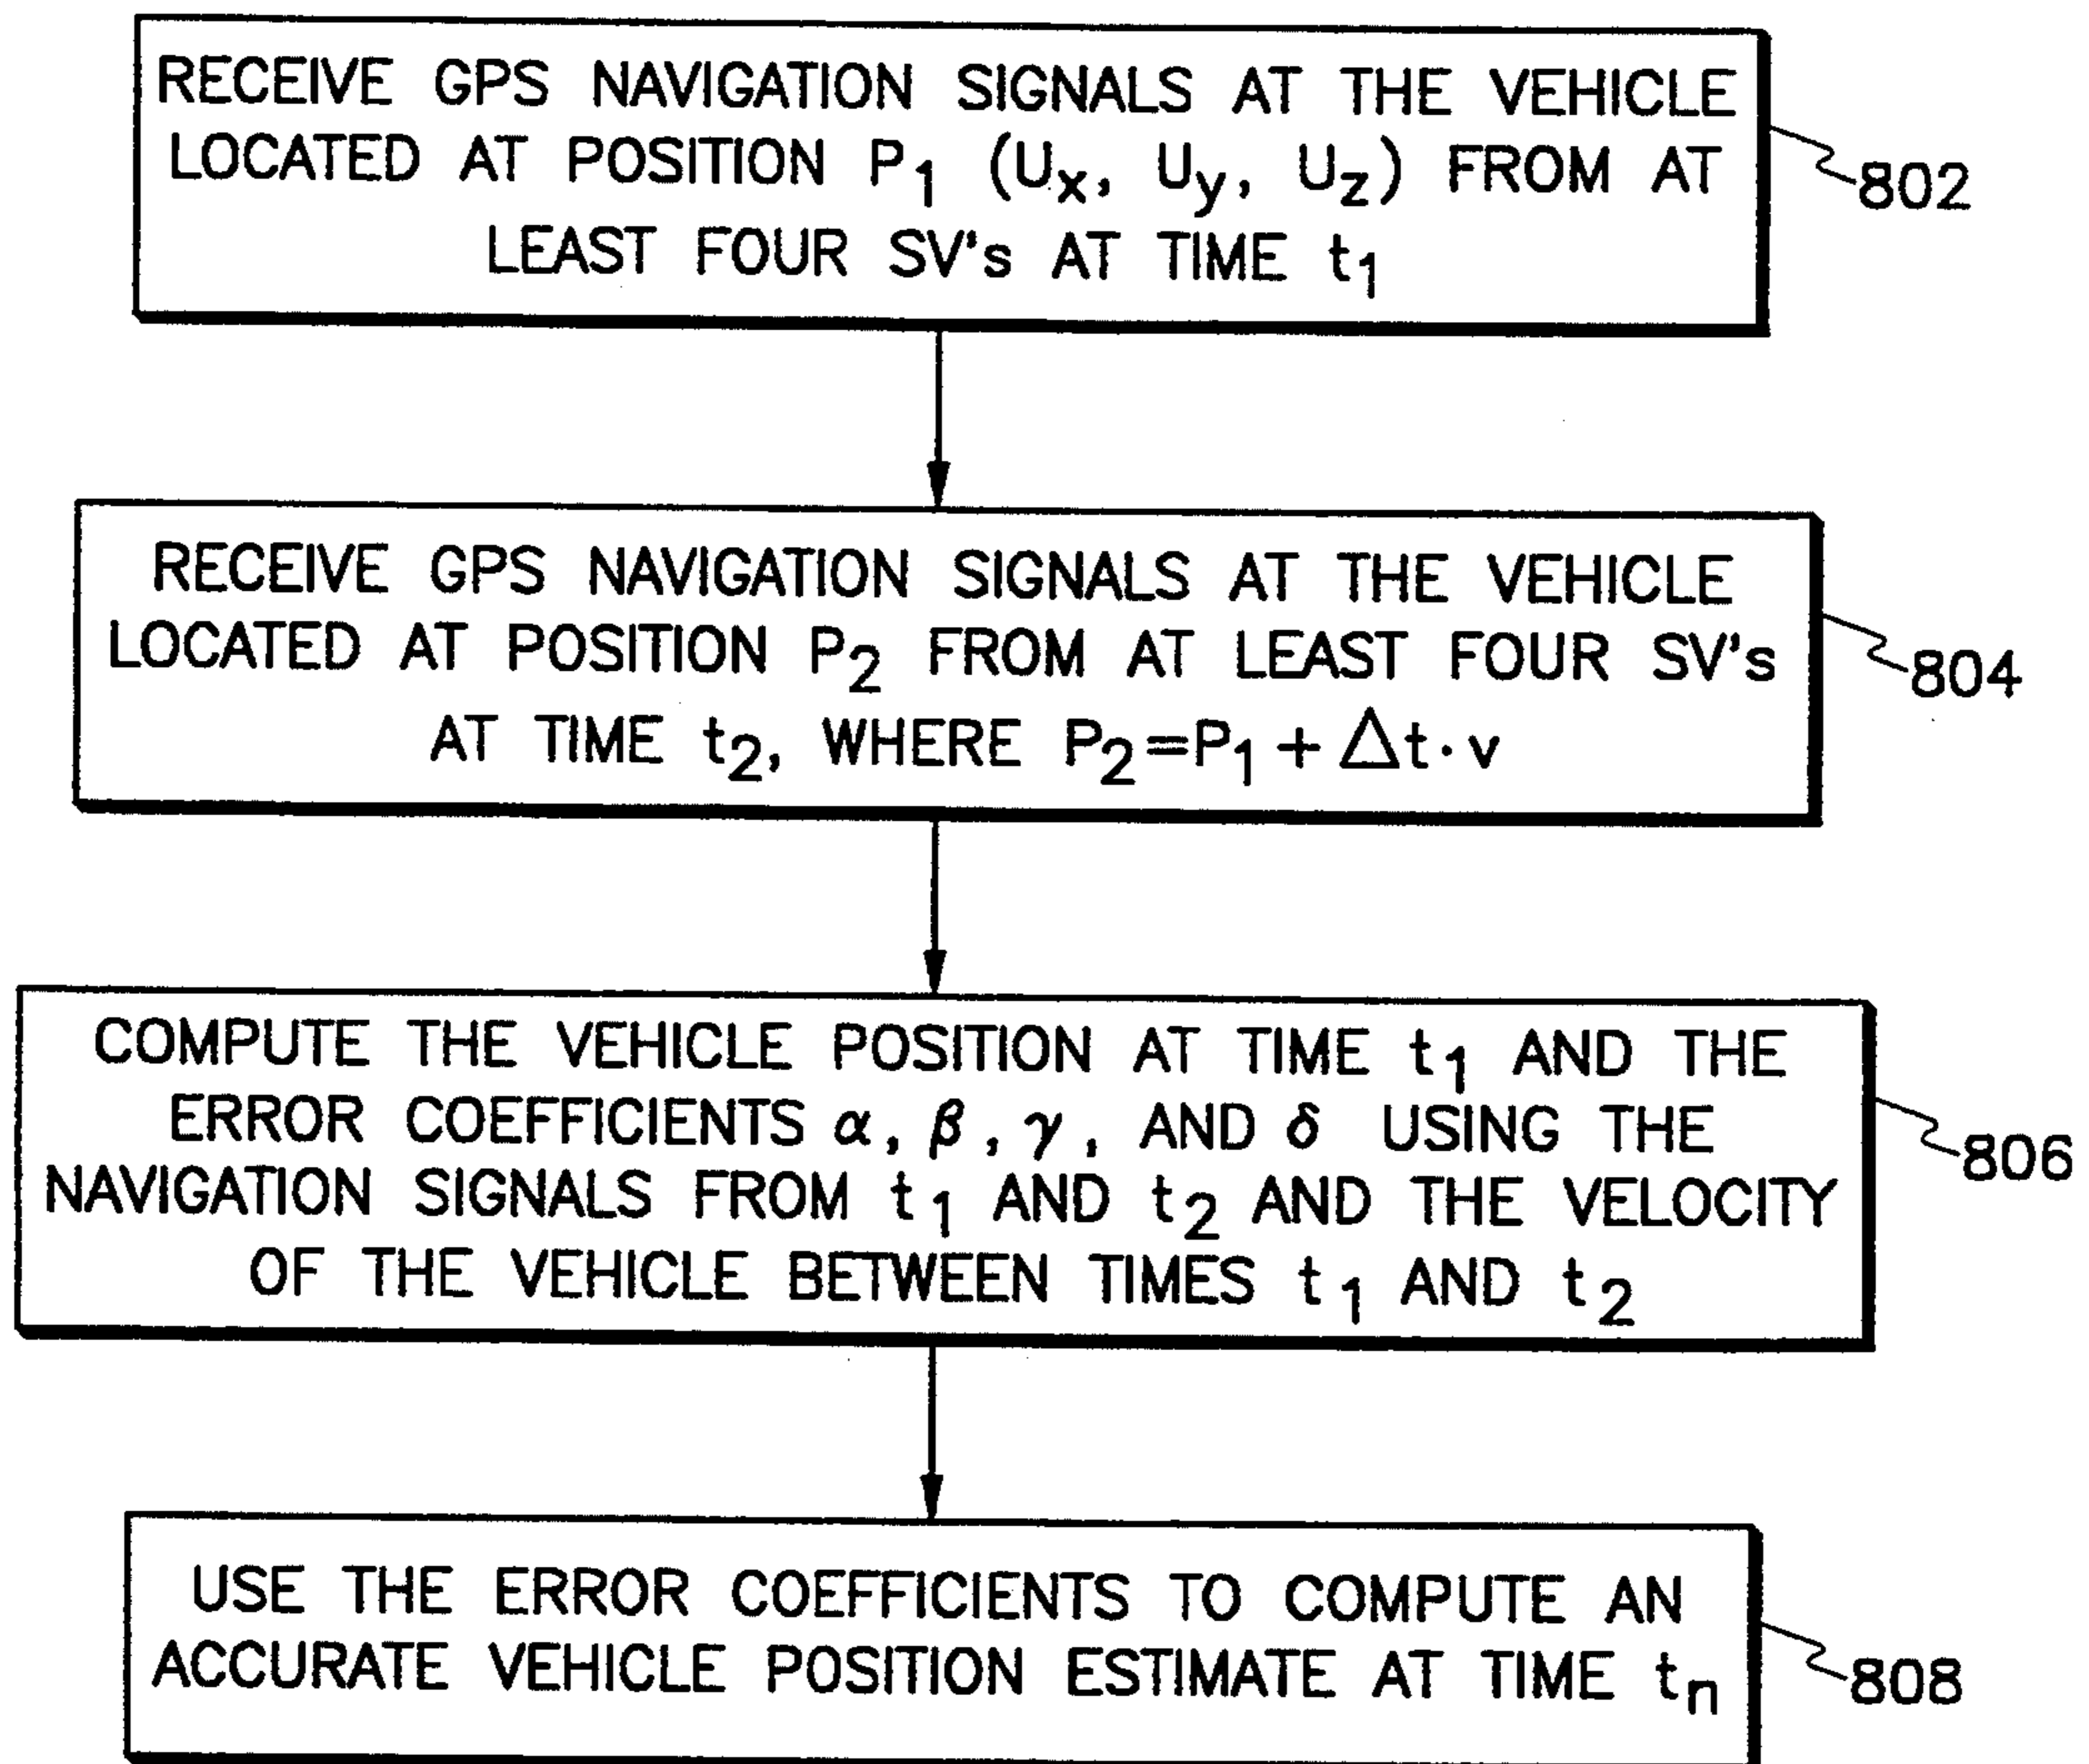 RECEIVE GPS NAVIGATION SIGNALS AT THE VEHICLE
LOCATED AT POSITION P₁ (Uₓ, Uy, Uz) FROM AT
LEAST FOUR SV's AT TIME t₁
802
RECEIVE GPS NAVIGATION SIGNALS AT THE VEHICLE
LOCATED AT POSITION P₂ FROM AT LEAST FOUR SV's
AT TIME t₂, WHERE P₂=P₁+Δt·v
804
COMPUTE THE VEHICLE POSITION AT TIME t₁ AND THE
ERROR COEFFICIENTS α, β, γ, AND δ USING THE
NAVIGATION SIGNALS FROM t₁ AND t₂ AND THE VELOCITY
OF THE VEHICLE BETWEEN TIMES t₁ AND t₂
806
USE THE ERROR COEFFICIENTS TO COMPUTE AN
ACCURATE VEHICLE POSITION ESTIMATE AT TIME tₙ
808